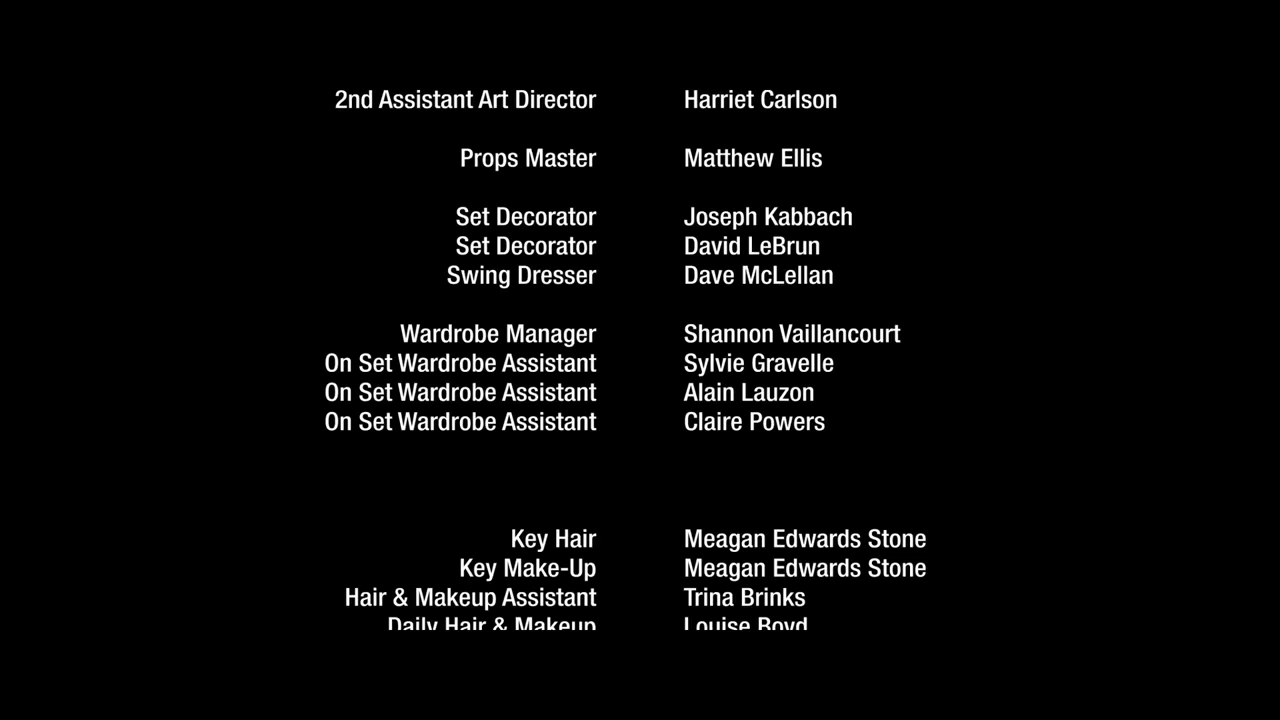 2nd Assistant Art Director Harriet Carlson
Props Master Matthew Ellis
Set Decorator Joseph Kabbach
Set Decorator David LeBrun
Swing Dresser Dave McLellan
Wardrobe Manager Shannon Vaillancourt
On Set Wardrobe Assistant Sylvie Gravelle
On Set Wardrobe Assistant Alain Lauzon
On Set Wardrobe Assistant Claire Powers
Key Hair Meagan Edwards Stone
Key Make-Up Meagan Edwards Stone
Hair & Makeup Assistant Trina Brinks
Daily Hair & Makeup Louise Boyd